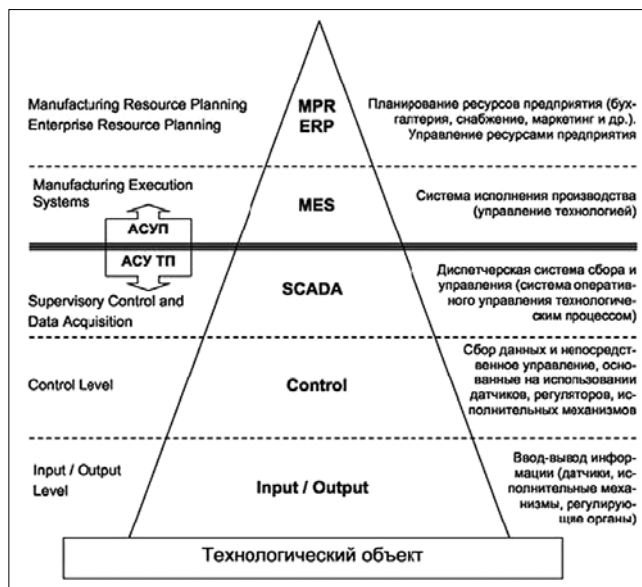 Manufacturing Resource Planning
Enterprise Resource Planning
MPR
ERP
Планирование ресурсов предприятия (бух-
галтерия, снабжение, маркетинг и др.).
Управление ресурсами предприятия
Manufacturing Execution
Systems
MES
Система исполнения производства
(управление технологией)
АСУП
АСУ ТП
Supervisory Control and
Data Acquisition
SCADA
Диспетчерская система сбора и
управления (система оператив-
ного управления технологиче-
ским процессом)
Control Level
Control
Сбор данных и непосредст-
венное управление, осно-
ванные на использовании
датчиков, регуляторов, ис-
полнительных механизмов
Input / Output
Level
Input / Output
Ввод-вывод инфор-
мации (датчики, ис-
полнительные меха-
низмы, регулирую-
щие органы)
Технологический объект